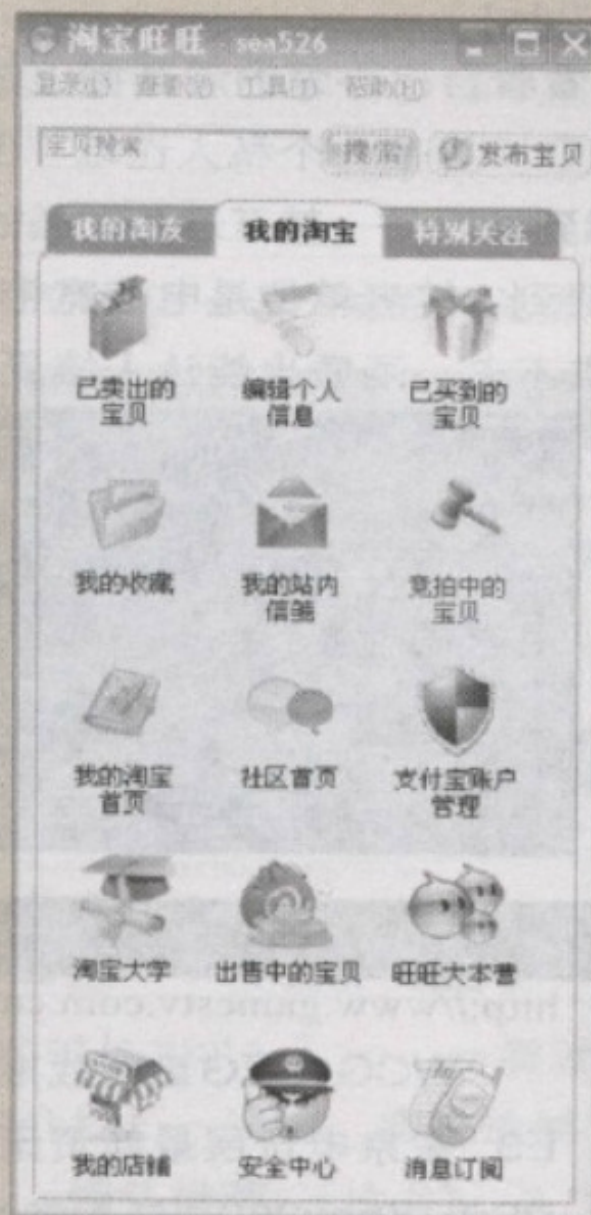 淘宝旺旺 sea526
宝贝搜索 搜索 发布宝贝
我的淘友 我的淘宝 特别关注
已卖出的 编辑个人 已买到的
宝贝 信息 宝贝
我的收藏 我的站内 竞拍中的
信笺 宝贝
我的淘宝 社区首页 支付宝账户
首页 管理
淘宝大学 出售中的宝贝 旺旺大本营
我的店铺 安全中心 消息订阅